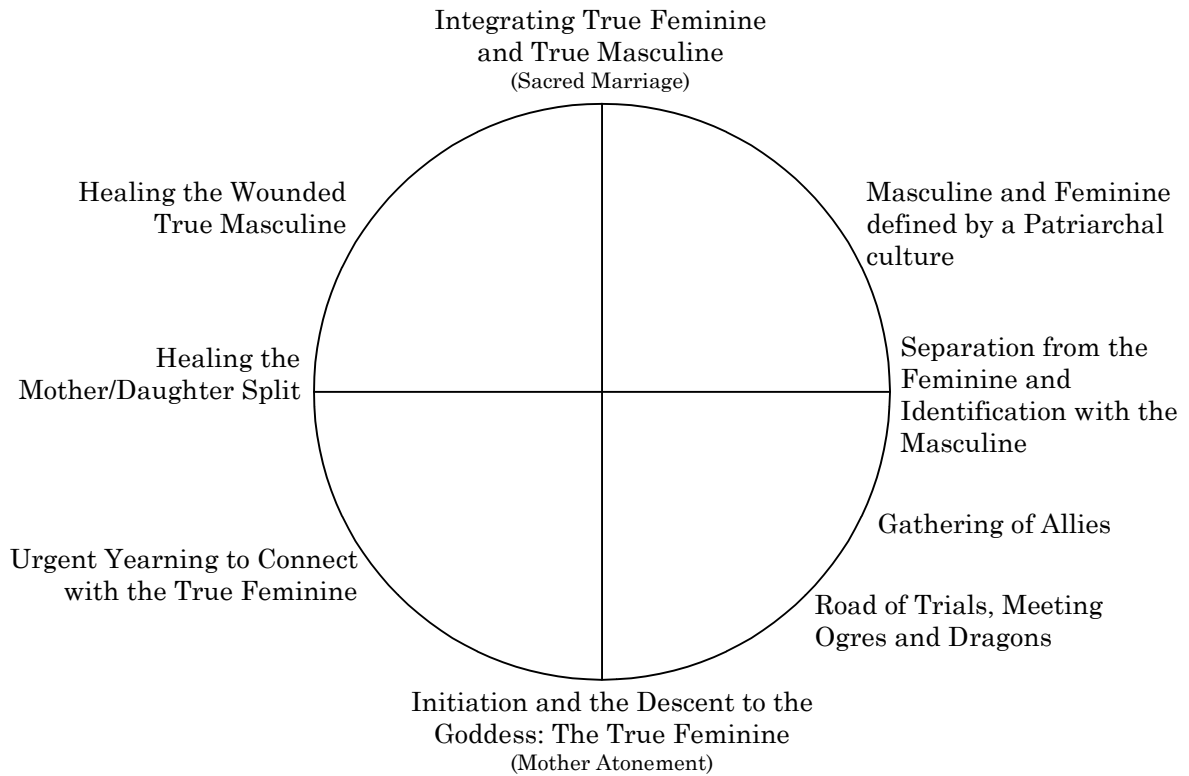 Integrating True Feminine
and True Masculine
(Sacred Marriage)
Masculine and Feminine
defined by a Patriarchal
culture
Separation from the
Feminine and
Identification with the
Masculine
Gathering of Allies
Road of Trials, Meeting
Ogres and Dragons
Initiation and the Descent to the
Goddess: The True Feminine
(Mother Atonement)
Urgent Yearning to Connect
with the True Feminine
Healing the
Mother/Daughter Split
Healing the Wounded
True Masculine